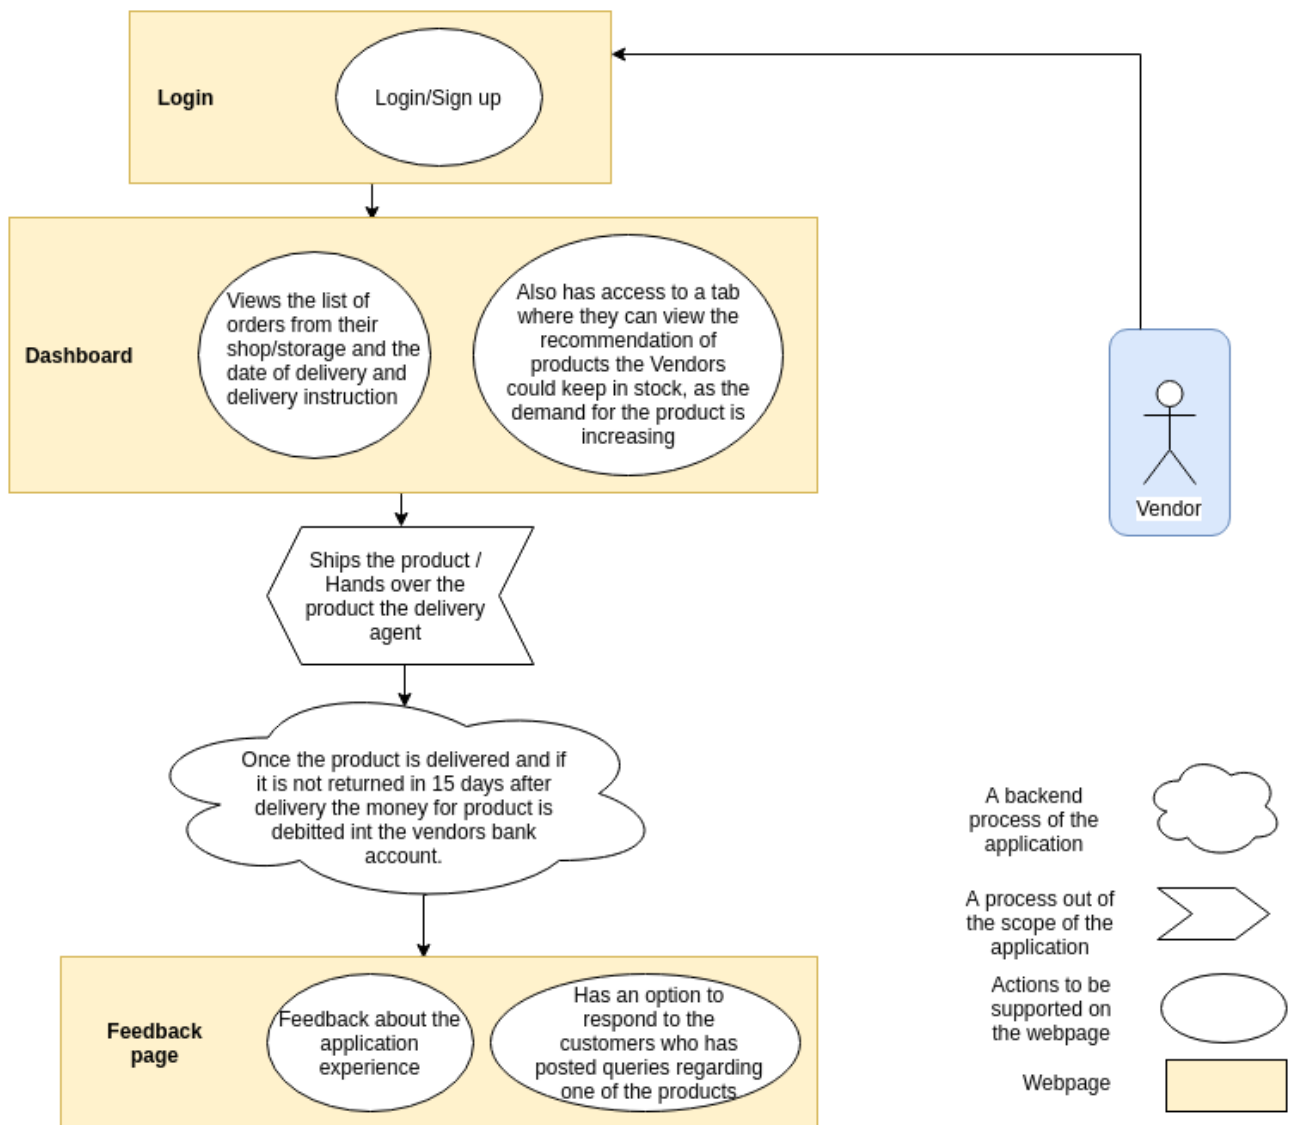 Login
Login/Sign up
Dashboard
Views the list of
orders from their
shop/storage and the
date of delivery and
delivery instruction
Also has access to a tab
where they can view the
recommendation of
products the Vendors
could keep in stock, as the
demand for the product is
increasing
Vendor
Ships the product /
Hands over the
product the delivery
agent
Once the product is delivered and if
it is not returned in 15 days after
delivery the money for product is
debitted int the vendors bank
account.
Feedback
page
Feedback about the
application
experience
Has an option to
respond to the
customers who has
posted queries regarding
one of the products
A backend
process of the
application
A process out of
the scope of the
application
Actions to be
supported on
the webpage
Webpage